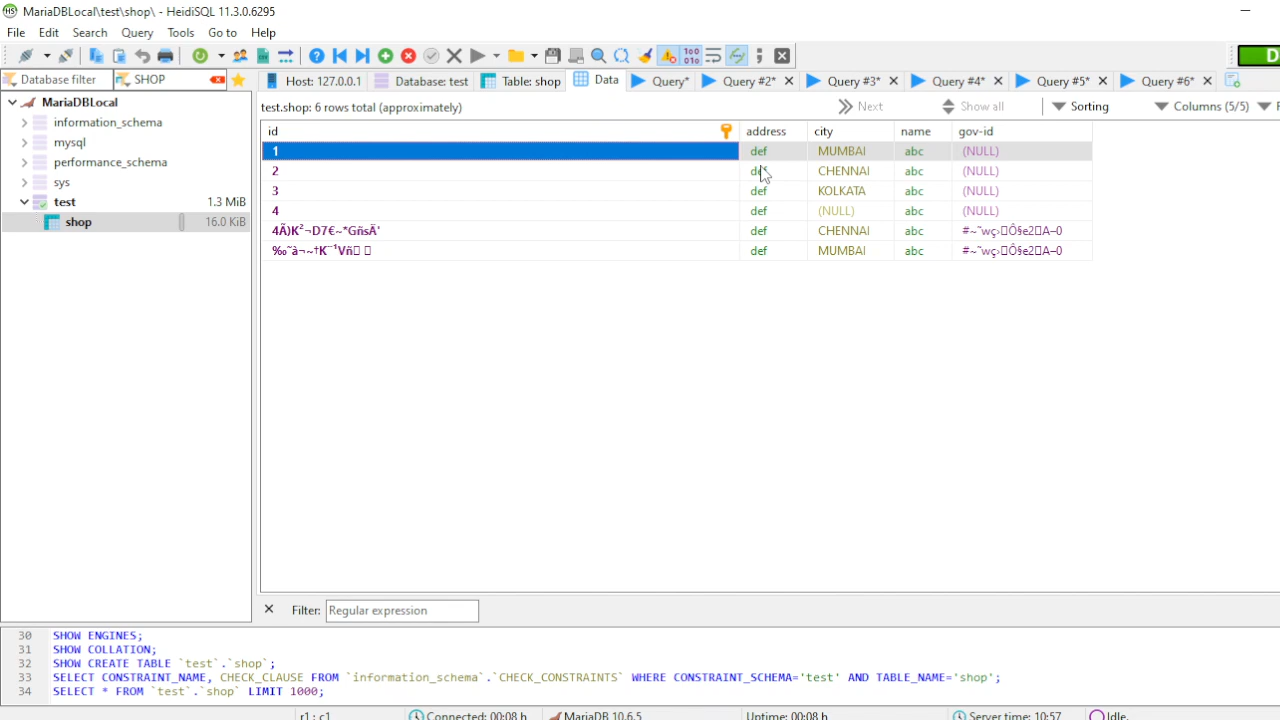 MariaDBLocal\test\shop\ - HeidiSQL 11.3.0.6295
File Edit Search Query Tools Go to Help
Database filter SHOP Host: 127.0.0.1 Database: test Table: shop Data Query* Query #2* Query #3* Query #4* Query #5* Query #6*
MariaDBLocal
information_schema
mysql
performance_schema
sys
test 1.3 MiB
shop 16.0 KiB
test.shop: 6 rows total (approximately) Next Show all Sorting Columns (5/5)
id address city name gov-id
1 def MUMBAI abc (NULL)
2 def CHENNAI abc (NULL)
3 def KOLKATA abc (NULL)
4 def (NULL) abc (NULL)
def CHENNAI abc
def MUMBAI abc
Filter: Regular expression
30 SHOW ENGINES;
31 SHOW COLLATION;
32 SHOW CREATE TABLE `test`.`shop`;
33 SELECT CONSTRAINT_NAME, CHECK_CLAUSE FROM `information_schema`.`CHECK_CONSTRAINTS` WHERE CONSTRAINT_SCHEMA='test' AND TABLE_NAME='shop';
34 SELECT * FROM `test`.`shop` LIMIT 1000;
r1 : c1 Connected: 00:08 h MariaDB 10.6.5 Uptime: 00:08 h Server time: 10:57 Idle.